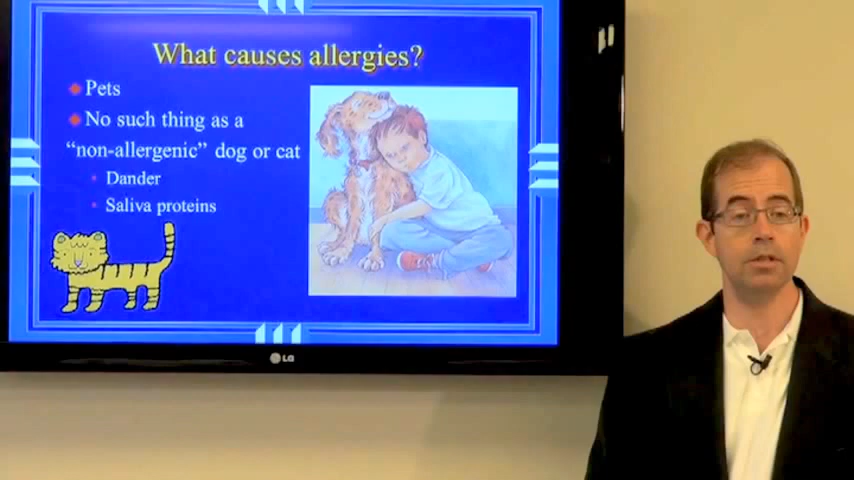 What causes allergies?
Pets
No such thing as a
“non-allergenic” dog or cat
Dander
Saliva proteins
LG